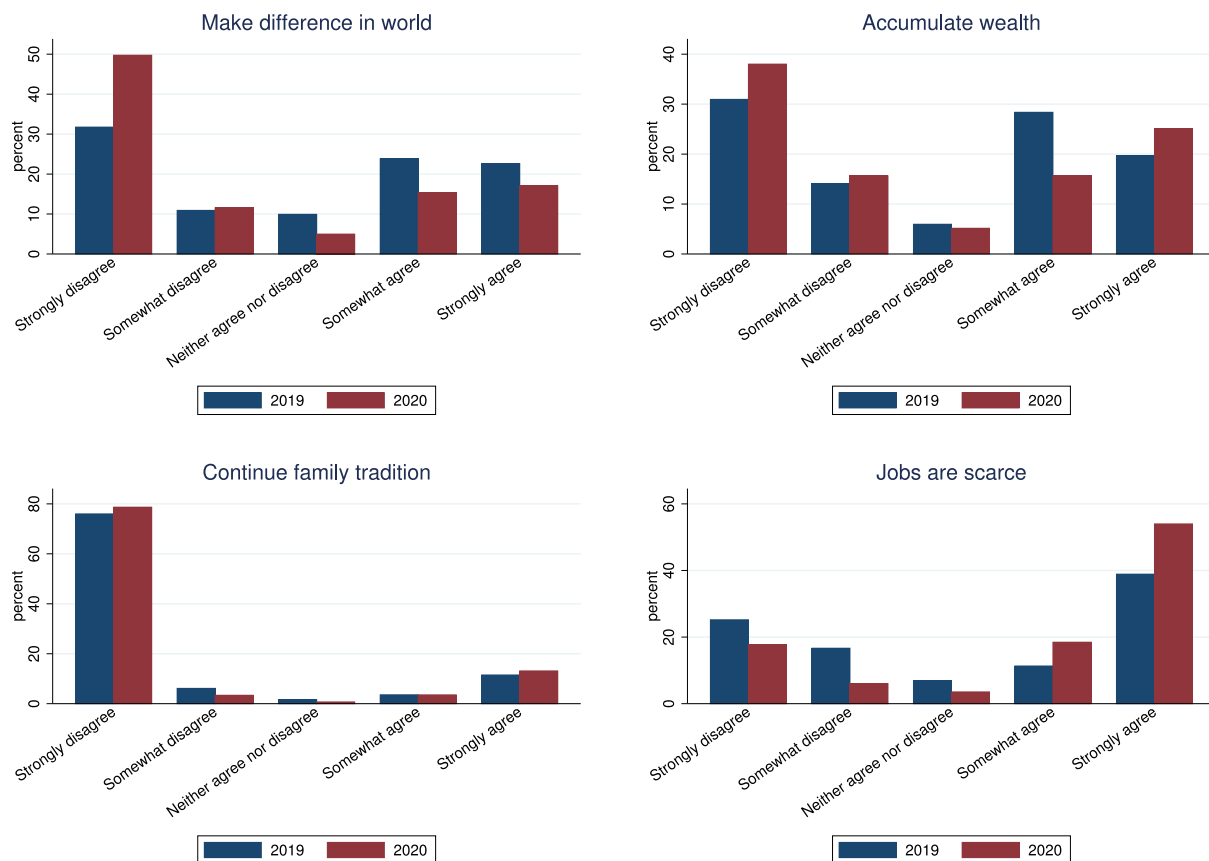 Make difference in world
percent
50
40
30
20
10
0
Strongly disagree
Somewhat disagree
Neither agree nor disagree
Somewhat agree
Strongly agree
2019 2020
Accumulate wealth
percent
40
30
20
10
0
Strongly disagree
Somewhat disagree
Neither agree nor disagree
Somewhat agree
Strongly agree
2019 2020
Continue family tradition
percent
80
60
40
20
0
Strongly disagree
Somewhat disagree
Neither agree nor disagree
Somewhat agree
Strongly agree
2019 2020
Jobs are scarce
percent
60
40
20
0
Strongly disagree
Somewhat disagree
Neither agree nor disagree
Somewhat agree
Strongly agree
2019 2020